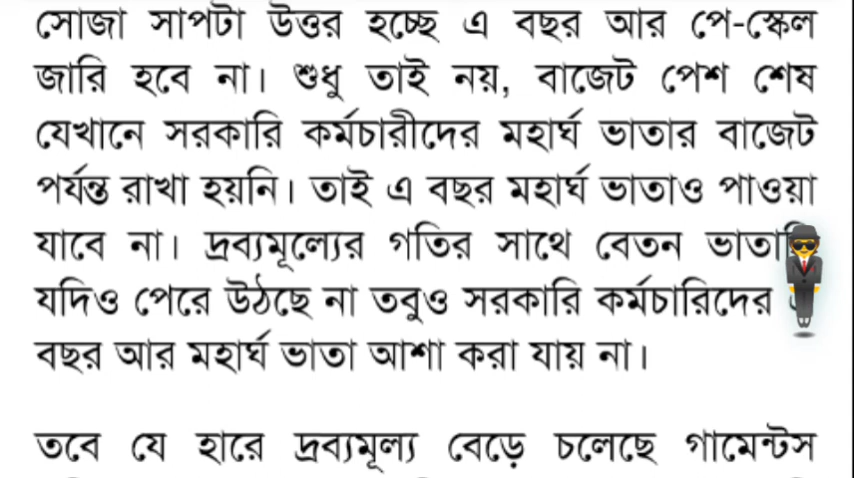 সোজা সাপটা উত্তর হচ্ছে এ বছর আর পে-স্কেল
জারি হবে না। শুধু তাই নয়, বাজেট পেশ শেষ
যেখানে সরকারি কর্মচারীদের মহার্ঘ ভাতার বাজেট
পর্যন্ত রাখা হয়নি। তাই এ বছর মহার্ঘ ভাতাও পাওয়া
যাবে না। দ্রব্যমূল্যের গতির সাথে বেতন
যদিও পেরে উঠছে না তবুও সরকারি কর্মচারিদের
বছর আর মহার্ঘ ভাতা আশা করা যায় না।
তবে যে হারে দ্রব্যমূল্য বেড়ে চলেছে গামেন্টস